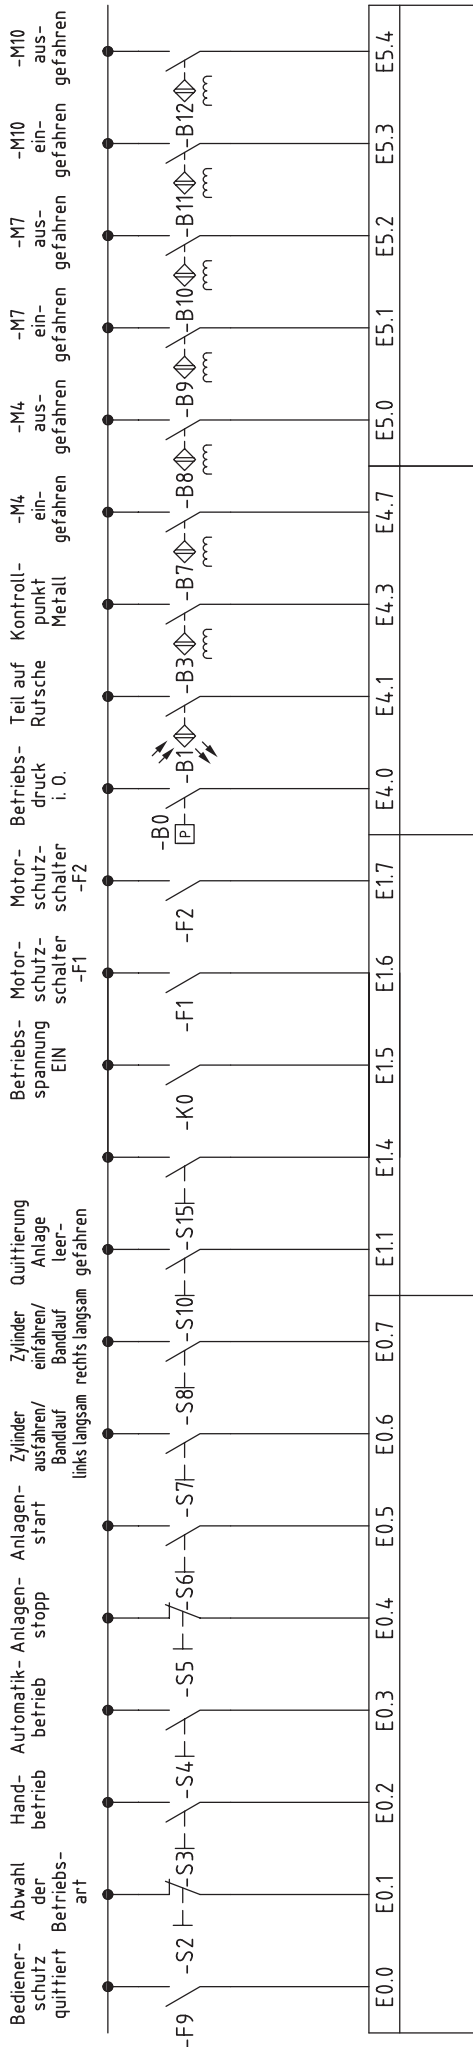 Bediener-
schutz
quittiert
Abwahl
der
Betriebs-
art
Hand-
betrieb
Automatik-
betrieb
Anlagen-
stopp
Anlagen-
start
Zylinder
ausfahren/
Bandlauf
links langsam
Zylinder
einfahren/
Bandlauf
rechts langsam
Quittierung
Anlage
leer-
gefahren
Betriebs-
spannung
EIN
Motor-
schutz-
schalter
-F1
Motor-
schutz-
schalter
-F2
Betriebs-
druck
i. O.
Teil auf
Rutsche
Kontroll-
punkt
Metall
-M4
ein-
gefahren
-M4
aus-
gefahren
-M7
ein-
gefahren
-M7
aus-
gefahren
-M10
ein-
gefahren
-M10
aus-
gefahren
-F9
-S2
-S3
-S4
-S5
-S6
-S7
-S8
-S10
-S15
-K0
-F1
-F2
-B0
P
-B1
-B3
-B7
-B8
-B9
-B10
-B11
-B12
E0.0
E0.1
E0.2
E0.3
E0.4
E0.5
E0.6
E0.7
E1.1
E1.4
E1.5
E1.6
E1.7
E4.0
E4.1
E4.3
E4.7
E5.0
E5.1
E5.2
E5.3
E5.4